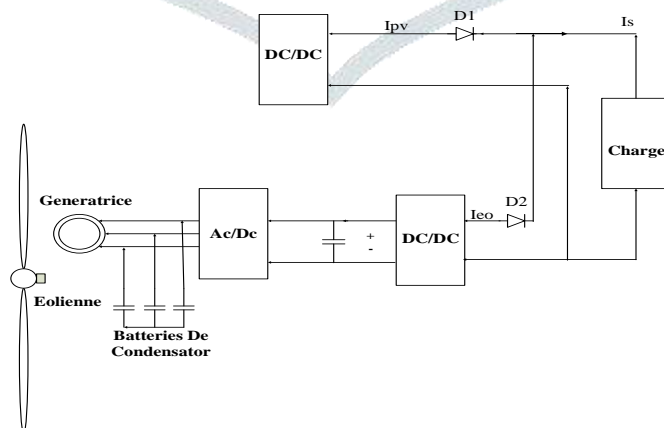 Ipv
D1
Is
DC/DC
Charge
D2
Generatrice
Ieo
Ac/Dc
+
-
DC/DC
Eolienne
Batteries De
Condensator